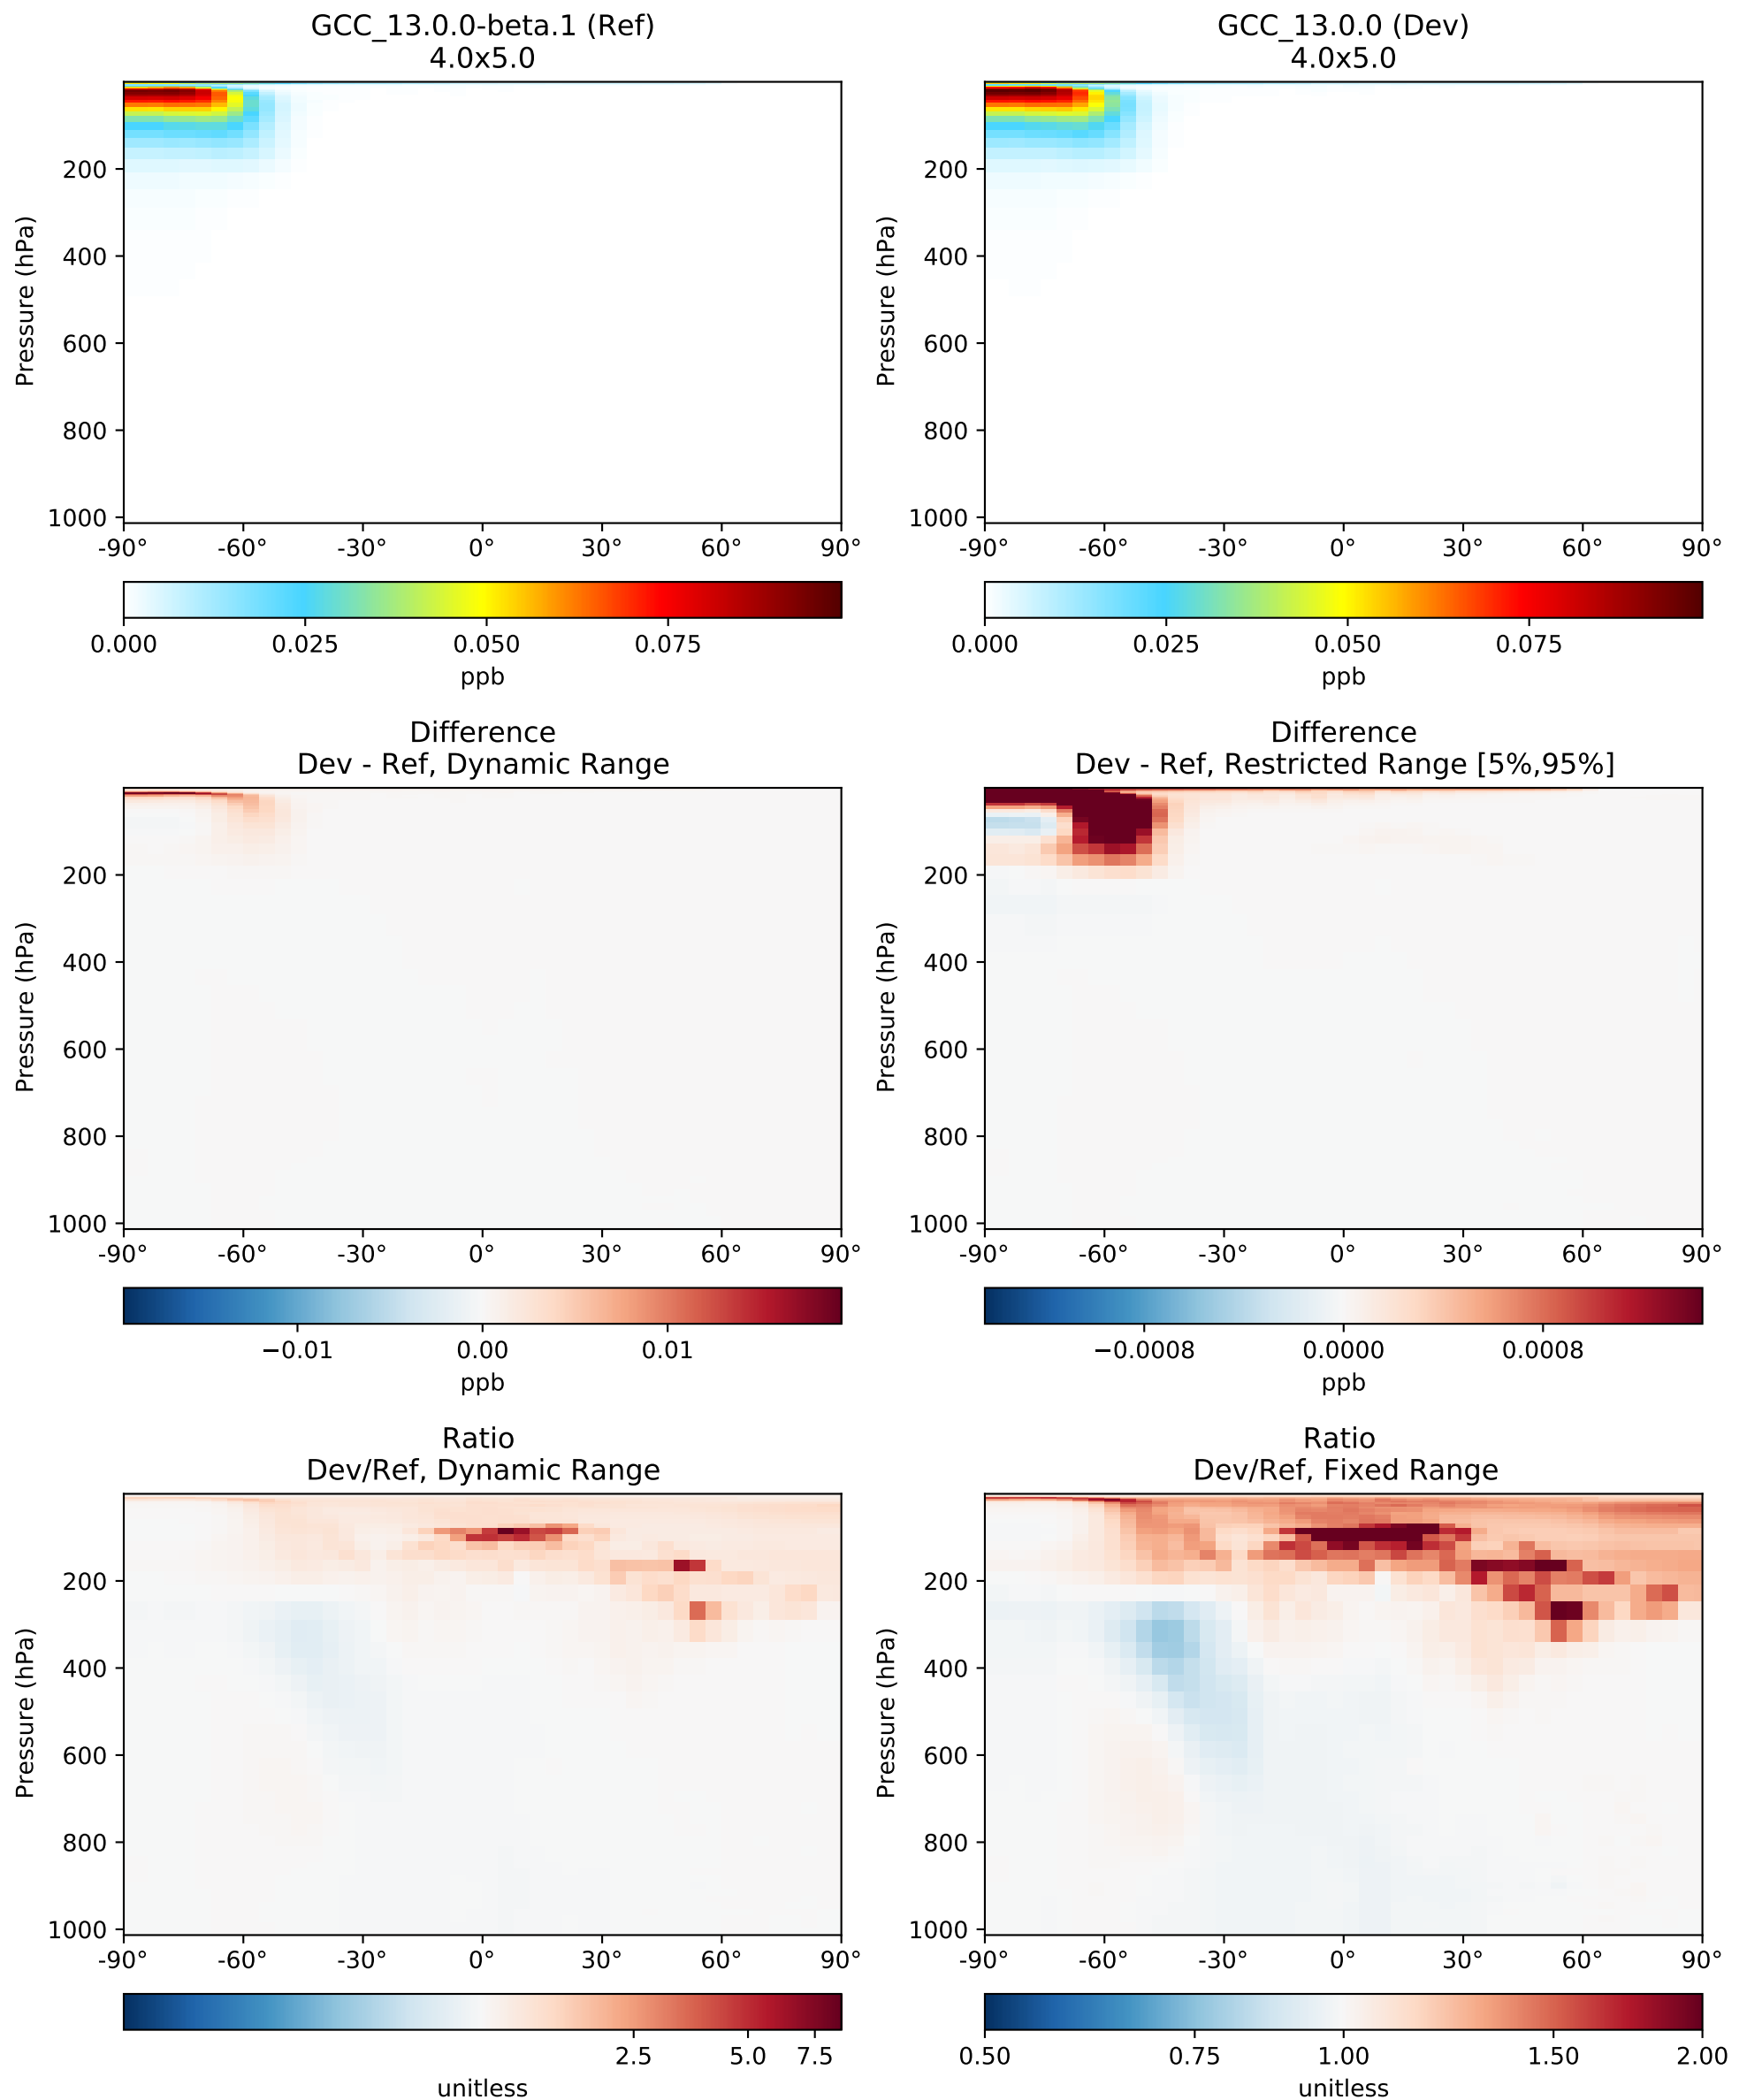 GCC_13.0.0-beta.1 (Ref)
4.0x5.0
Pressure (hPa)
200
400
600
800
1000
-90° -60° -30° 0° 30° 60° 90°
0.000 0.025 0.050 0.075
ppb
GCC_13.0.0 (Dev)
4.0x5.0
Pressure (hPa)
200
400
600
800
1000
-90° -60° -30° 0° 30° 60° 90°
0.000 0.025 0.050 0.075
ppb
Difference
Dev - Ref, Dynamic Range
Pressure (hPa)
200
400
600
800
1000
-90° -60° -30° 0° 30° 60° 90°
−0.01 0.00 0.01
ppb
Difference
Dev - Ref, Restricted Range [5%,95%]
Pressure (hPa)
200
400
600
800
1000
-90° -60° -30° 0° 30° 60° 90°
−0.0008 0.0000 0.0008
ppb
Ratio
Dev/Ref, Dynamic Range
Pressure (hPa)
200
400
600
800
1000
-90° -60° -30° 0° 30° 60° 90°
2.5 5.0 7.5
unitless
Ratio
Dev/Ref, Fixed Range
Pressure (hPa)
200
400
600
800
1000
-90° -60° -30° 0° 30° 60° 90°
0.50 0.75 1.00 1.50 2.00
unitless